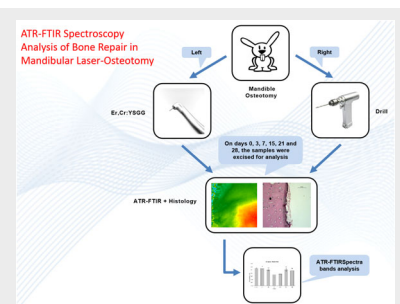 ATR-FTIR Spectroscopy
Analysis of Bone Repair in
Mandibular Laser-Osteotomy
Left
Right
Mandible
Osteotomy
Er,Cr:YSGG
Drill
On days 0, 3, 7, 15, 21 and
28, the samples were
excised for analysis
ATR-FTIR + Histology
ATR-FTIRSpectra
bands analysis